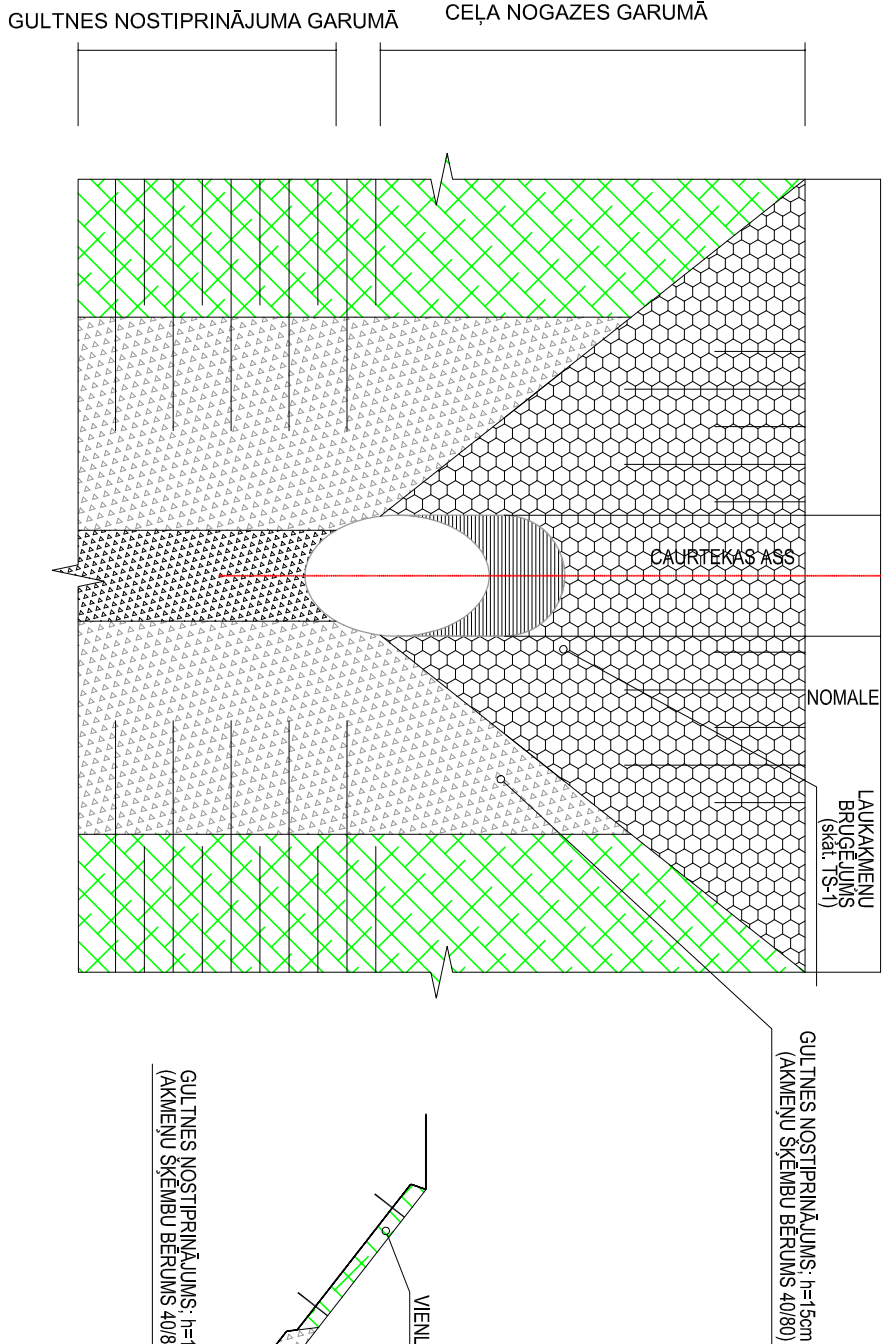 GULTNES NOSTIPRINĀJUMA GARUMĀ
CEĻA NOGAZES GARUMĀ
CAURTEKAS ASS
NOMALE
LAUKAKMEŅU
BRUĢĒJUMS
(skat. TS-1)
GULTNES NOSTIPRINĀJUMS; h=15cm
(AKMEŅU ŠĶEMBU BĒRUMS 40/80)
GULTNES NOSTIPRINĀJUMS; h=1
(AKMEŅU ŠĶEMBU BĒRUMS 40/8